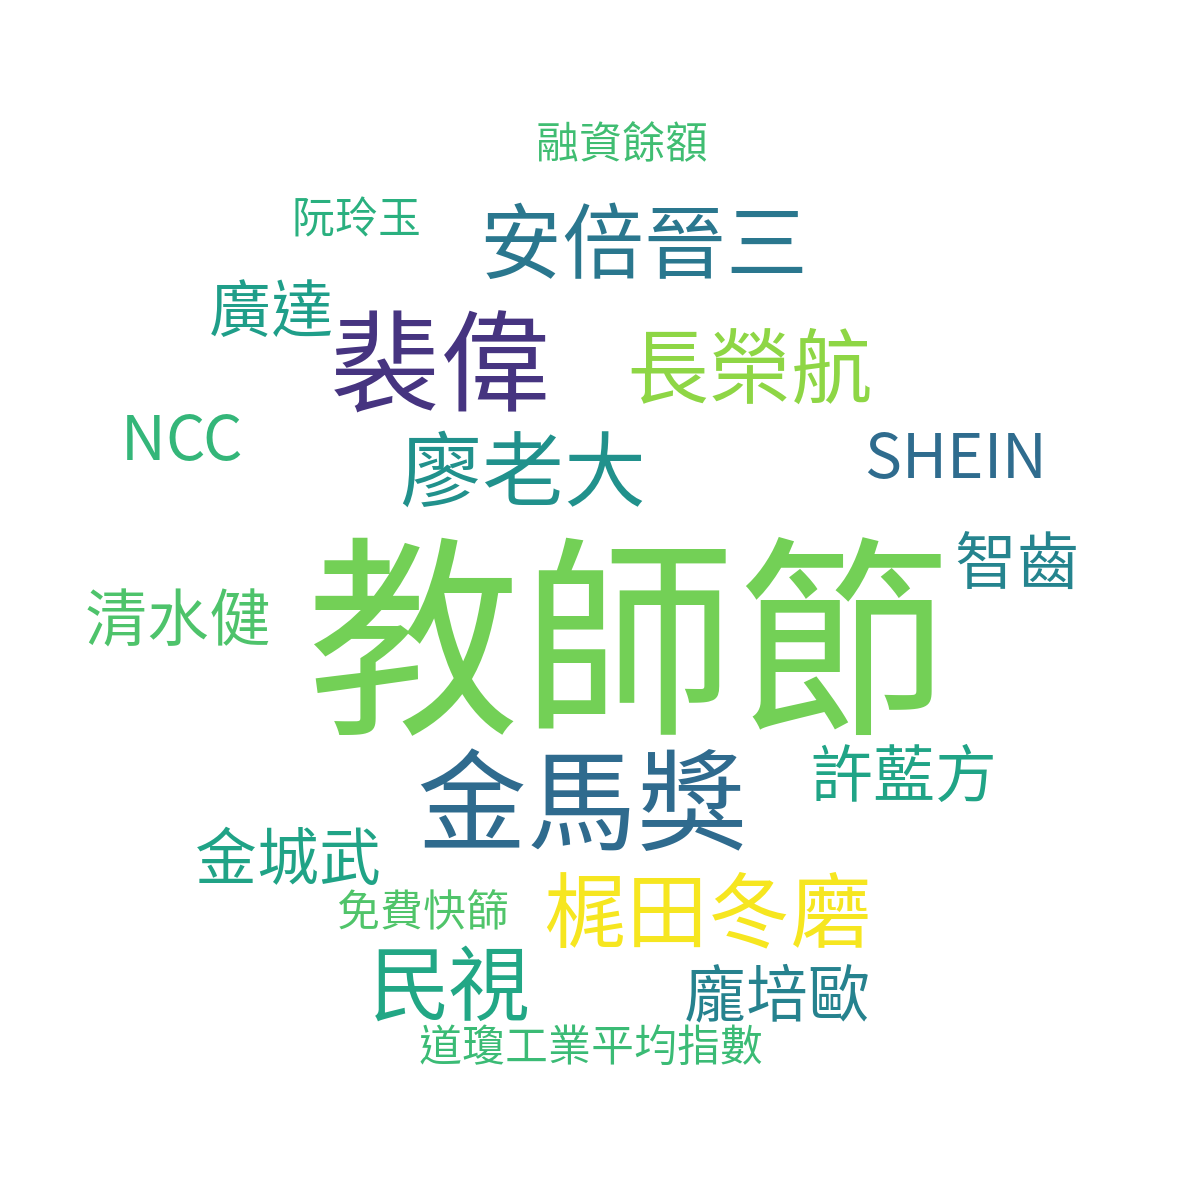 融資餘額
阮玲玉
安倍晉三
廣達
裴偉
長榮航
NCC
廖老大
SHEIN
智齒
清水健
教師節
金馬獎
許藍方
金城武
免費快篩
梶田冬磨
民視
龐培歐
道瓊工業平均指數